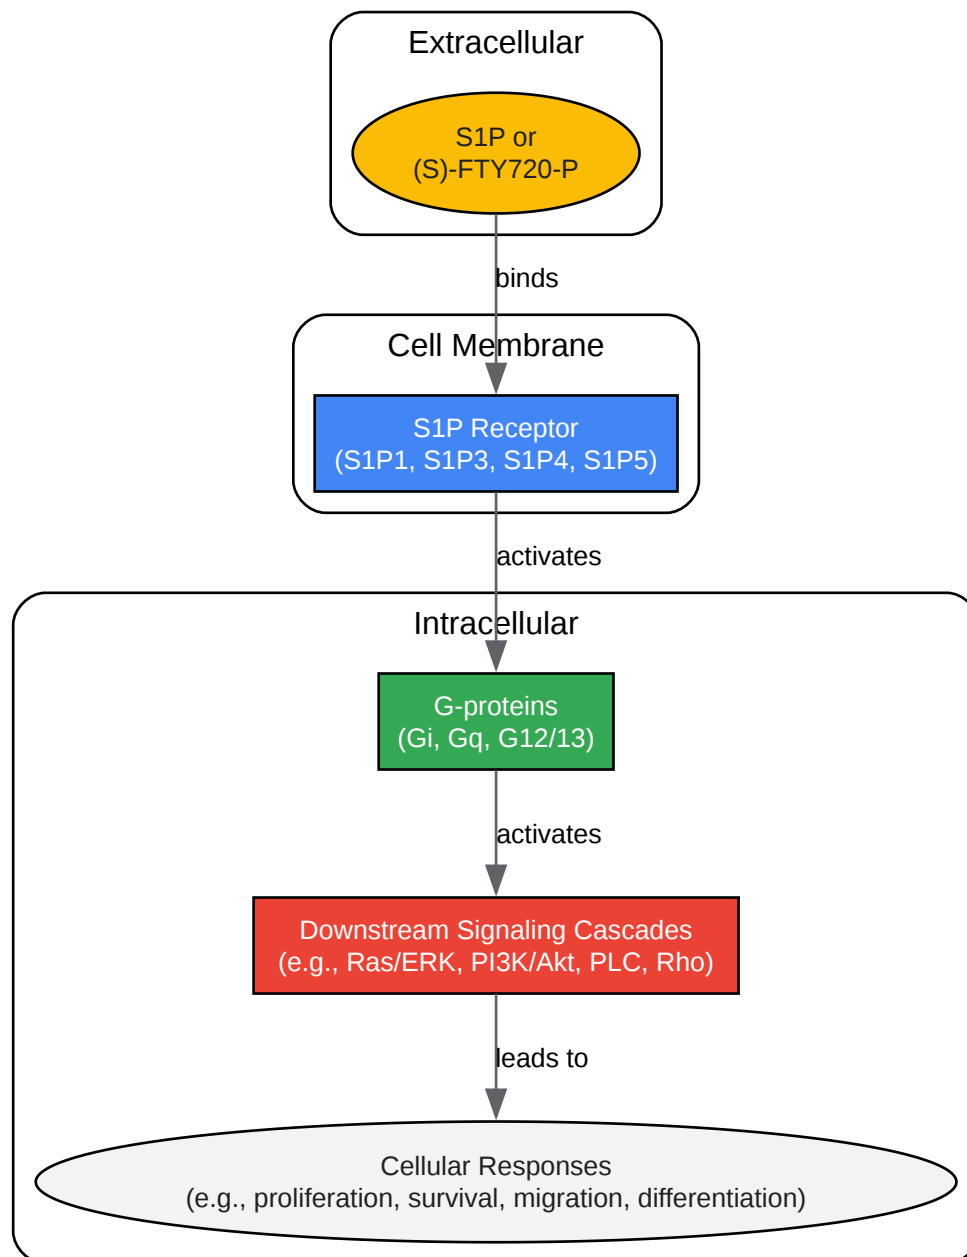 Extracellular
S1P or
(S)-FTY720-P
binds
Cell Membrane
S1P Receptor
(S1P1, S1P3, S1P4, S1P5)
activates
Intracellular
G-proteins
(Gi, Gq, G12/13)
activates
Downstream Signaling Cascades
(e.g., Ras/ERK, PI3K/Akt, PLC, Rho)
leads to
Cellular Responses
(e.g., proliferation, survival, migration, differentiation)